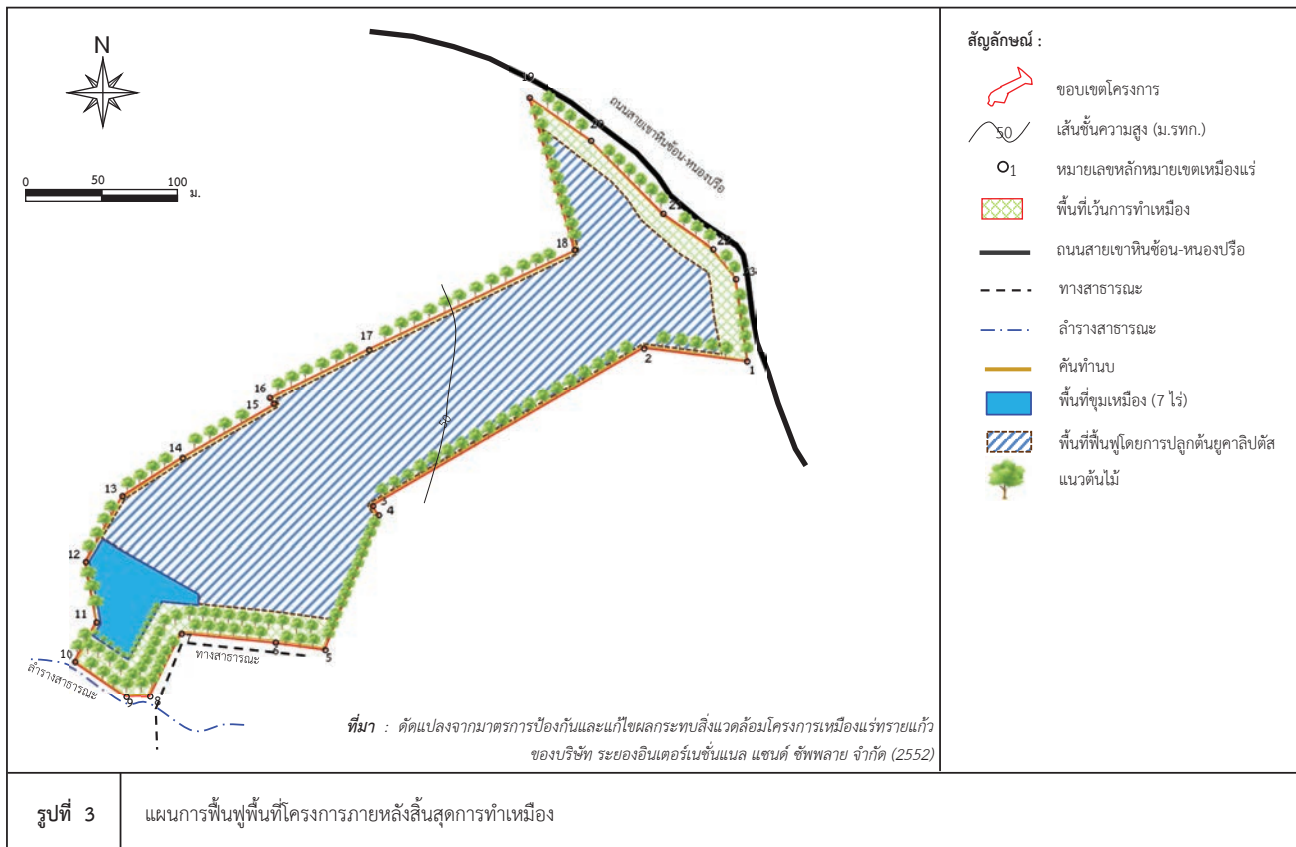 N
0 50 100
ม.
19
20
21
22
23
1
2
3
4
5
6
7
8
9
10
11
12
13
14
15
16
17
18
50
ถนนสายเขาหินซ้อน-หนองปรือ
ทางสาธารณะ
ลำรางสาธารณะ
ที่มา : ดัดแปลงจากมาตรการป้องกันและแก้ไขผลกระทบสิ่งแวดล้อมโครงการเหมืองแร่ทรายแก้ว
ของบริษัท ระยองอินเตอร์เนชั่นแนล แซนด์ ซัพพลาย จำกัด (2552)
สัญลักษณ์ :
ขอบเขตโครงการ
50 เส้นชั้นความสูง (ม.รทก.)
1 หมายเลขหลักหมายเขตเหมืองแร่
พื้นที่เว้นการทำเหมือง
ถนนสายเขาหินซ้อน-หนองปรือ
ทางสาธารณะ
ลำรางสาธารณะ
คันทำนบ
พื้นที่ขุมเหมือง (7 ไร่)
พื้นที่ฟื้นฟูโดยการปลูกต้นยูคาลิปตัส
แนวต้นไม้
รูปที่ 3 แผนการฟื้นฟูพื้นที่โครงการภายหลังสิ้นสุดการทำเหมือง